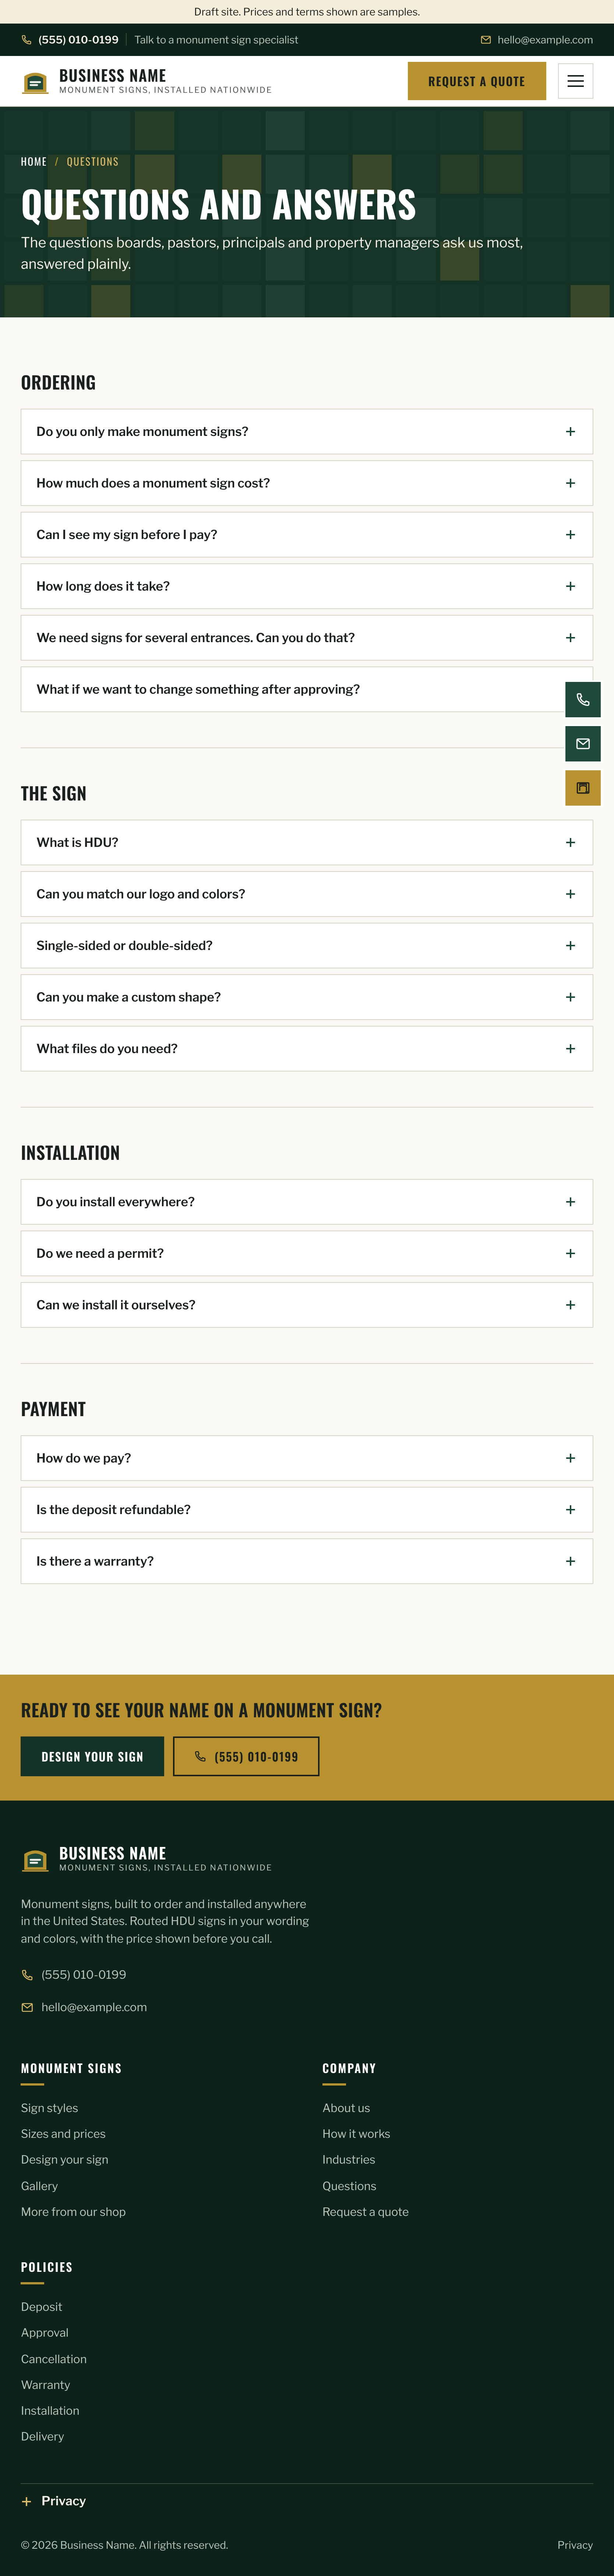 Draft site. Prices and terms shown are samples.
(555) 010-0199 Talk to a monument sign specialist hello@example.com
BUSINESS NAME
MONUMENT SIGNS, INSTALLED NATIONWIDE
REQUEST A QUOTE
HOME / QUESTIONS
QUESTIONS AND ANSWERS
The questions boards, pastors, principals and property managers ask us most,
answered plainly.
ORDERING
Do you only make monument signs? +
How much does a monument sign cost? +
Can I see my sign before I pay? +
How long does it take? +
We need signs for several entrances. Can you do that? +
What if we want to change something after approving?
THE SIGN
What is HDU? +
Can you match our logo and colors? +
Single-sided or double-sided? +
Can you make a custom shape? +
What files do you need? +
INSTALLATION
Do you install everywhere? +
Do we need a permit? +
Can we install it ourselves? +
PAYMENT
How do we pay? +
Is the deposit refundable? +
Is there a warranty? +
READY TO SEE YOUR NAME ON A MONUMENT SIGN?
DESIGN YOUR SIGN (555) 010-0199
BUSINESS NAME
MONUMENT SIGNS, INSTALLED NATIONWIDE
Monument signs, built to order and installed anywhere
in the United States. Routed HDU signs in your wording
and colors, with the price shown before you call.
(555) 010-0199
hello@example.com
MONUMENT SIGNS
Sign styles
Sizes and prices
Design your sign
Gallery
More from our shop
COMPANY
About us
How it works
Industries
Questions
Request a quote
POLICIES
Deposit
Approval
Cancellation
Warranty
Installation
Delivery
+ Privacy
© 2026 Business Name. All rights reserved. Privacy